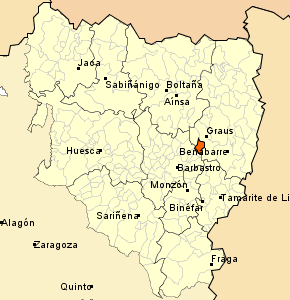 Jaca
Sabiñánigo
Boltaña
Aínsa
Graus
Huesca
Benabarre
Barbastro
Monzón
Tamarite de Li
Binéfar
Sariñena
Alagón
Zaragoza
Fraga
Quinto